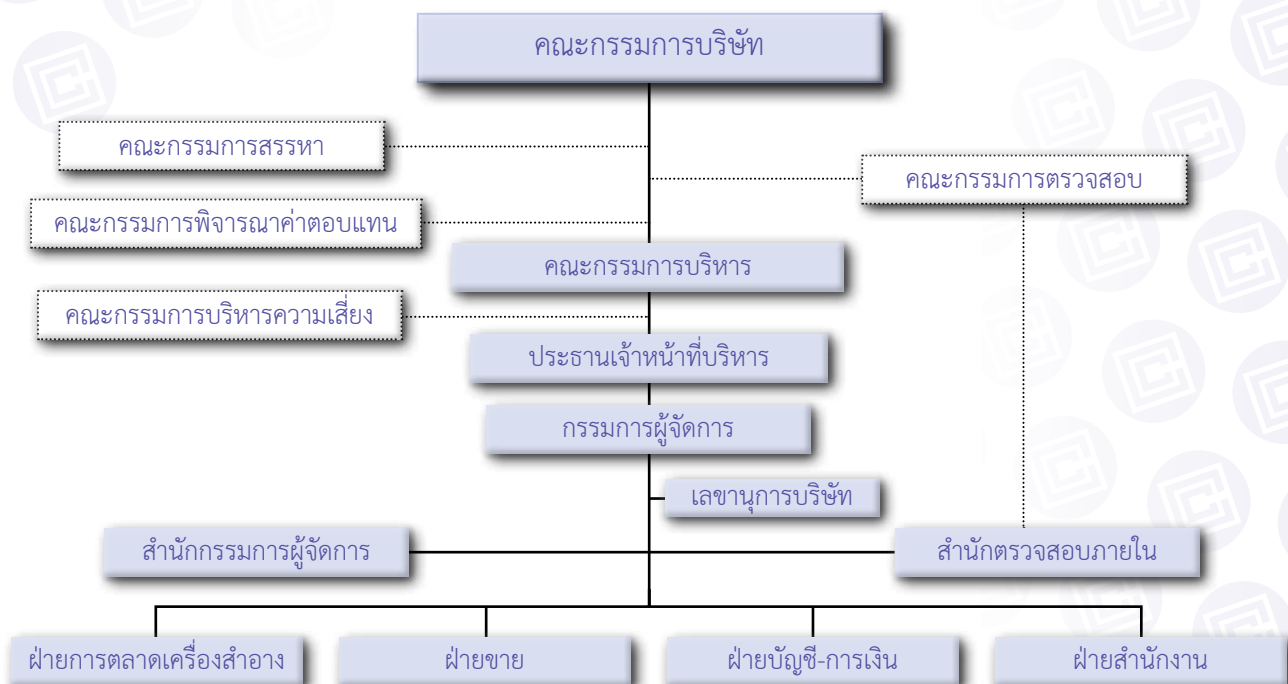 คณะกรรมการบริษัท
คณะกรรมการสรรหา
คณะกรรมการตรวจสอบ
คณะกรรมการพิจารณาค่าตอบแทน
คณะกรรมการบริหาร
คณะกรรมการบริหารความเสี่ยง
ประธานเจ้าหน้าที่บริหาร
กรรมการผู้จัดการ
เลขานุการบริษัท
สำนักกรรมการผู้จัดการ
สำนักตรวจสอบภายใน
ฝ่ายการตลาดเครื่องสำอาง
ฝ่ายขาย
ฝ่ายบัญชี-การเงิน
ฝ่ายสำนักงาน